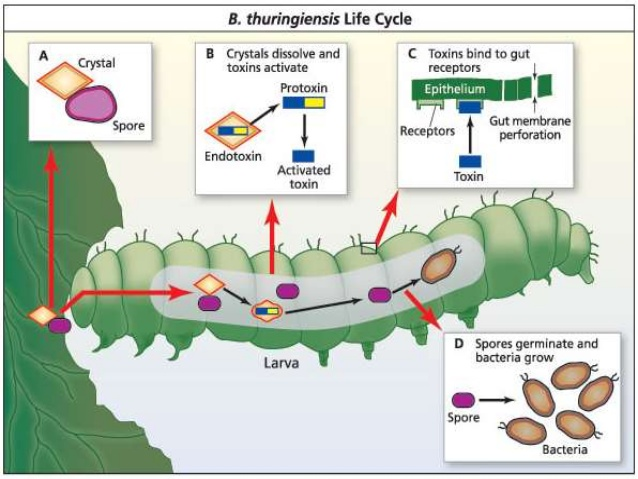 B. thuringiensis Life Cycle
A
Crystal
Spore
B Crystals dissolve and
toxins activate
Protoxin
Endotoxin
Activated
toxin
C Toxins bind to gut
receptors
Epithelium
Receptors
Gut membrane
perforation
Toxin
Larva
D Spores germinate and
bacteria grow
Spore
Bacteria